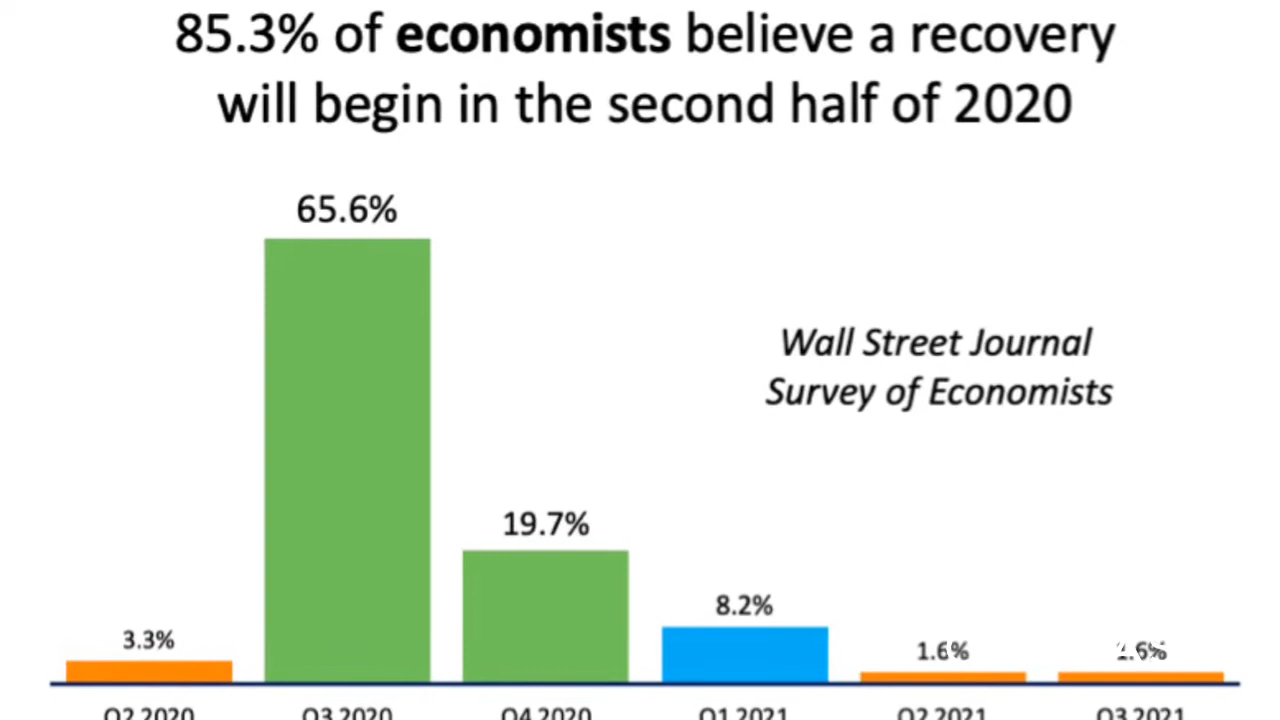 85.3% of economists believe a recovery
will begin in the second half of 2020
65.6%
Wall Street Journal
Survey of Economists
19.7%
8.2%
3.3%
1.6%
1.6%
Q2 2020 Q3 2020 Q4 2020 Q1 2021 Q2 2021 Q3 2021